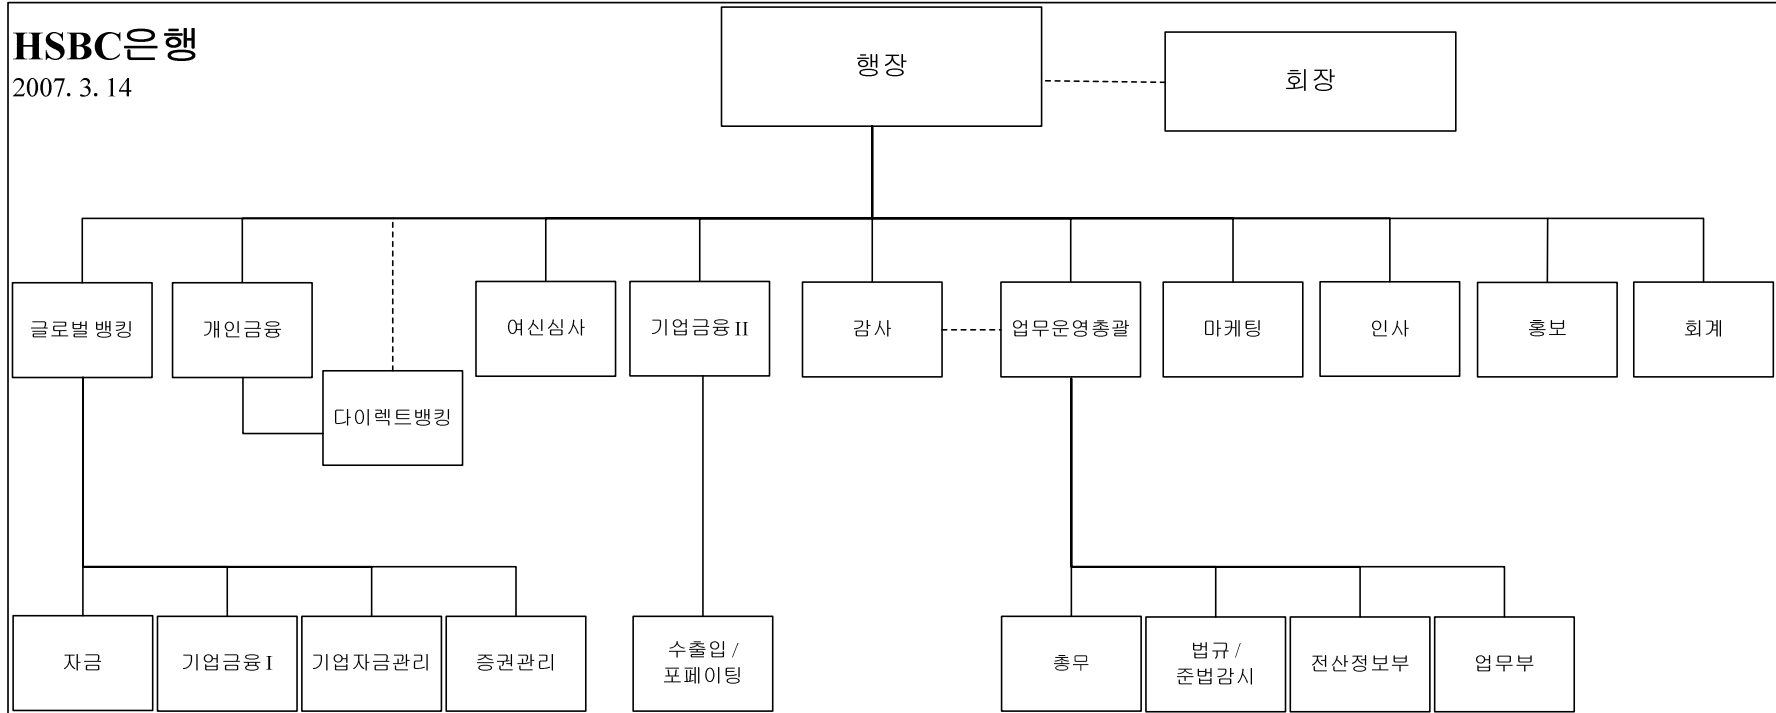 HSBC은행
2007. 3. 14
행장
회장
글로벌 뱅킹
개인금융
다이렉트뱅킹
여신심사
기업금융 II
감사
업무운영총괄
마케팅
인사
홍보
회계
자금
기업금융 I
기업자금관리
증권관리
수출입 /
포페이팅
총무
법규 /
준법감시
전산정보부
업무부